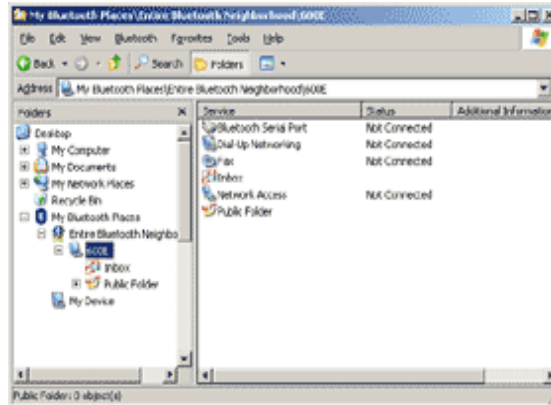 My Bluetooth Places\Entire Bluetooth Neighborhood\600E
File Edit View Bluetooth Favorites Tools Help
Back Search Folders
Address My Bluetooth Places\Entire Bluetooth Neighborhood\600E
Folders
Desktop
My Computer
My Documents
My Network Places
Recycle Bin
My Bluetooth Places
Entire Bluetooth Neighbo
600E
Inbox
Public Folder
My Device
Service Status Additional Informatio
Bluetooth Serial Port Not Connected
Dial-Up Networking Not Connected
Fax Not Connected
Inbox
Network Access Not Connected
Public Folder
Public Folder: 0 object(s)